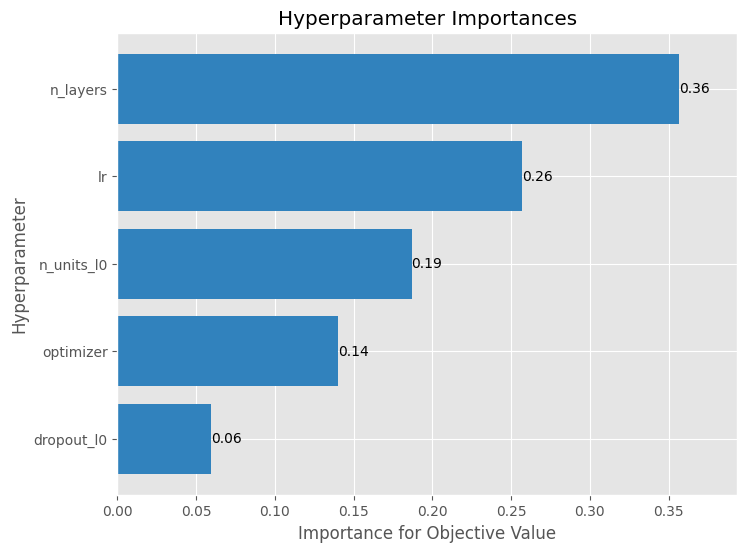 Hyperparameter Importances
Hyperparameter
n_layers
0.36
lr
0.26
n_units_l0
0.19
optimizer
0.14
dropout_l0
0.06
0.00 0.05 0.10 0.15 0.20 0.25 0.30 0.35
Importance for Objective Value